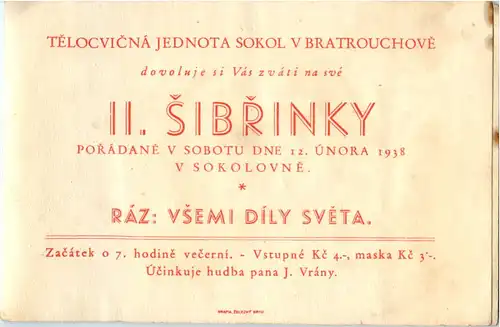 TĚLOCVIČNÁ JEDNOTA SOKOL V BRATROUCHOVĚ
dovoluje si Vás zváti na své
II. ŠIBŘINKY
POŘÁDANÉ V SOBOTU DNE 12. ÚNORA 1938
V SOKOLOVNĚ.
*
RÁZ: VŠEMI DÍLY SVĚTA.
Začátek o 7. hodině večerní. - Vstupné Kč 4.-, maska Kč 3·-.
Účinkuje hudba pana J. Vrány.